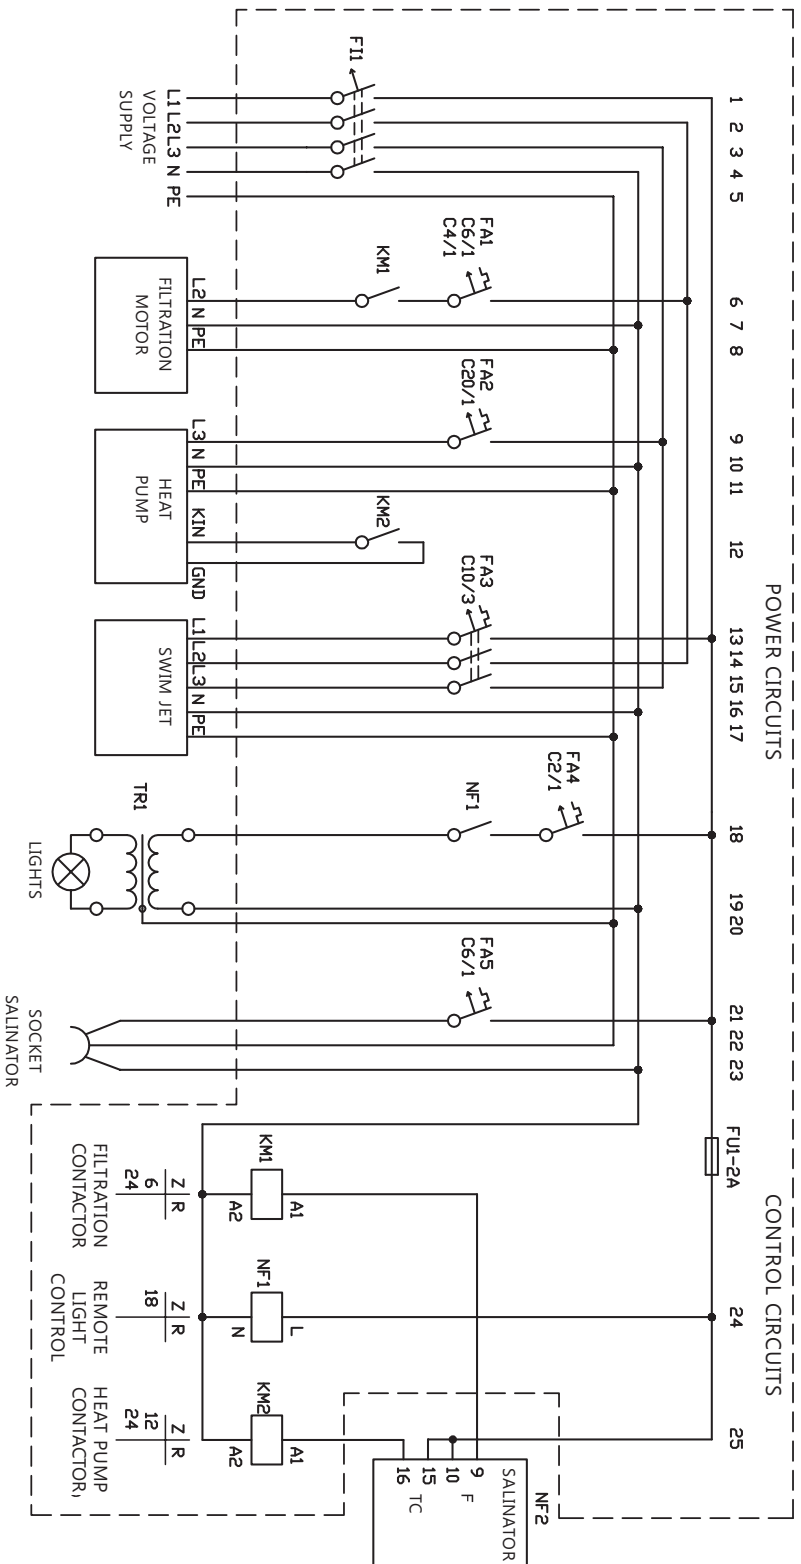 POWER CIRCUITS
CONTROL CIRCUITS
1
2
3
4
5
6
7
8
9
10
11
12
13
14
15
16
17
18
19
20
21
22
23
FU1-2A
24
25
FI1
L1
L2
L3
N
PE
VOLTAGE
SUPPLY
FA1
C6/1
C4/1
KM1
L2
N
PE
FILTRATION
MOTOR
FA2
C20/1
L3
N
PE
KM2
KIN
GND
HEAT
PUMP
FA3
C10/3
L1
L2
L3
N
PE
SWIM JET
FA4
C2/1
NF1
TR1
LIGHTS
FA5
C6/1
SOCKET
SALINATOR
KM1
A1
A2
Z R
6
24
FILTRATION
CONTACTOR
NF1
L
N
Z R
18
REMOTE
LIGHT
CONTROL
KM2
A1
A2
Z R
12
24
HEAT PUMP
CONTACTOR,
NF2
SALINATOR
9
F
10
15
TC
16